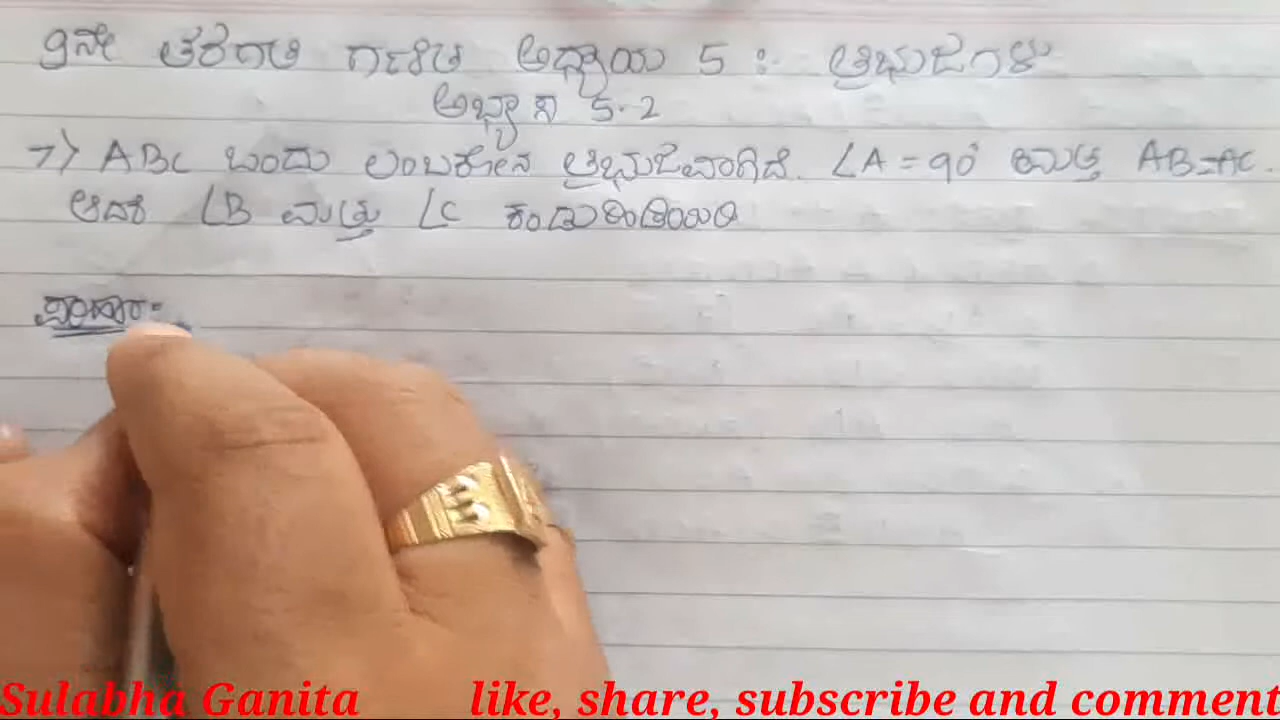 9ನೇ ತರಗತಿ ಗಣಿತ ಅಧ್ಯಾಯ 5 : ತ್ರಿಭುಜಗಳು
ಅಭ್ಯಾಸ 5.2
7> ABC ಒಂದು ಲಂಬಕೋನ ತ್ರಿಭುಜವಾಗಿದೆ. ∠A = 90° ಮತ್ತು AB=AC.
ಆದರೆ ∠B ಮತ್ತು ∠C ಕಂಡುಹಿಡಿಯಿರಿ
Sulabha Ganita like, share, subscribe and comment